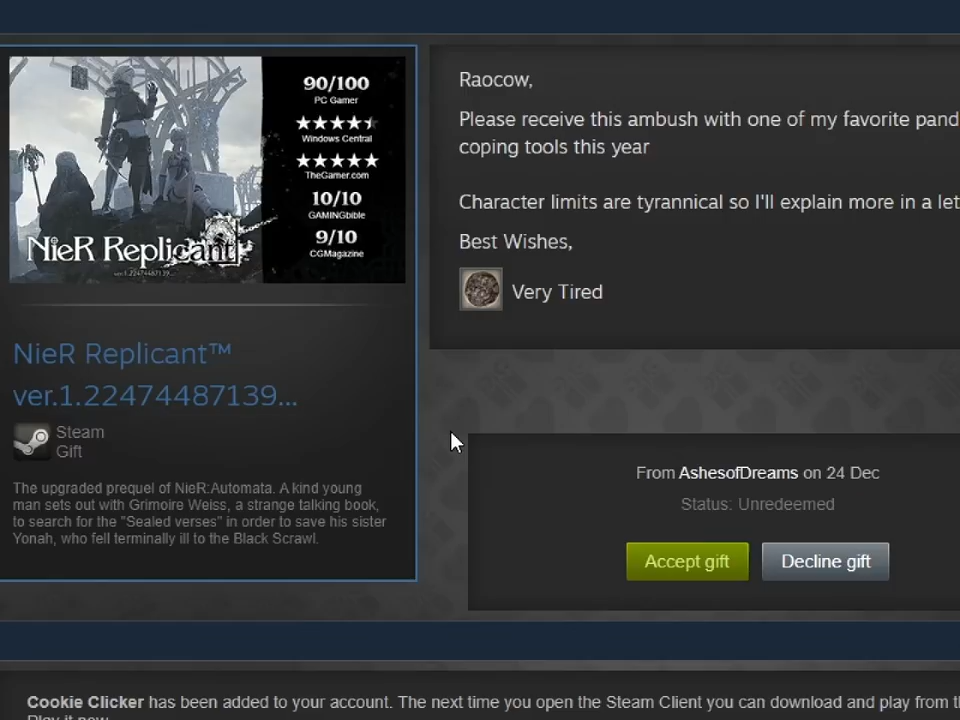 90/100
PC Gamer
Windows Central
TheGamer.com
10/10
GAMINGbible
9/10
CGMagazine
NieR Replicant
ver.1.22474487139...
NieR Replicant™
ver.1.22474487139...
Steam
Gift
The upgraded prequel of NieR:Automata. A kind young
man sets out with Grimoire Weiss, a strange talking book,
to search for the "Sealed verses" in order to save his sister
Yonah, who fell terminally ill to the Black Scrawl.
Raocow,
Please receive this ambush with one of my favorite pand
coping tools this year
Character limits are tyrannical so I'll explain more in a let
Best Wishes,
Very Tired
From AshesofDreams on 24 Dec
Status: Unredeemed
Accept gift
Decline gift
Cookie Clicker has been added to your account. The next time you open the Steam Client you can download and play from
Play it now